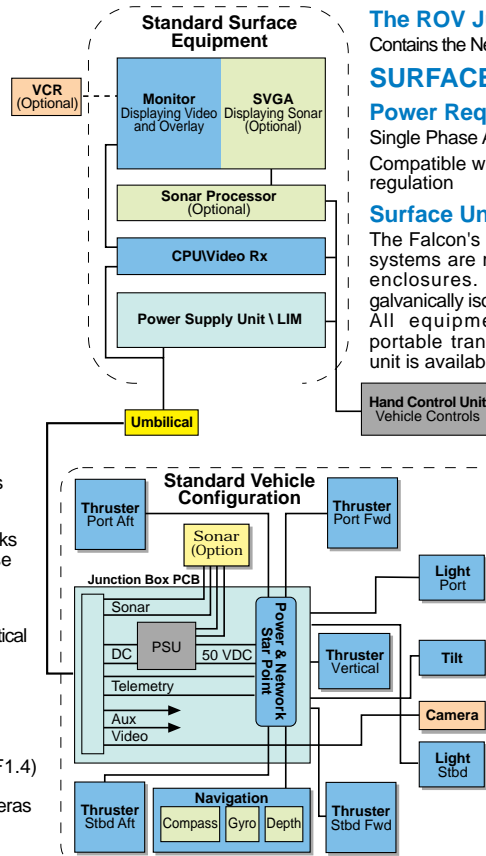 Standard Surface
Equipment
VCR
(Optional)
Monitor
Displaying Video
and Overlay
SVGA
Displaying Sonar
(Optional)
Sonar Processor
(Optional)
CPU\Video Rx
Power Supply Unit \ LIM
Umbilical
Hand Control Unit
Vehicle Controls
The ROV J
Contains the Ne
SURFACE
Power Req
Single Phase A
Compatible w
regulation
Surface Un
The Falcon's
systems are r
enclosures.
galvanically iso
All equipme
portable tran
unit is availab
s
ks
e
tical
F1.4)
eras
Standard Vehicle
Configuration
Thruster
Port Aft
Sonar
(Option
Thruster
Port Fwd
Junction Box PCB
Sonar
PSU
DC
50 VDC
Telemetry
Aux
Video
Power & Network
Star Point
Light
Port
Thruster
Vertical
Tilt
Camera
Light
Stbd
Thruster
Stbd Aft
Navigation
Compass
Gyro
Depth
Thruster
Stbd Fwd